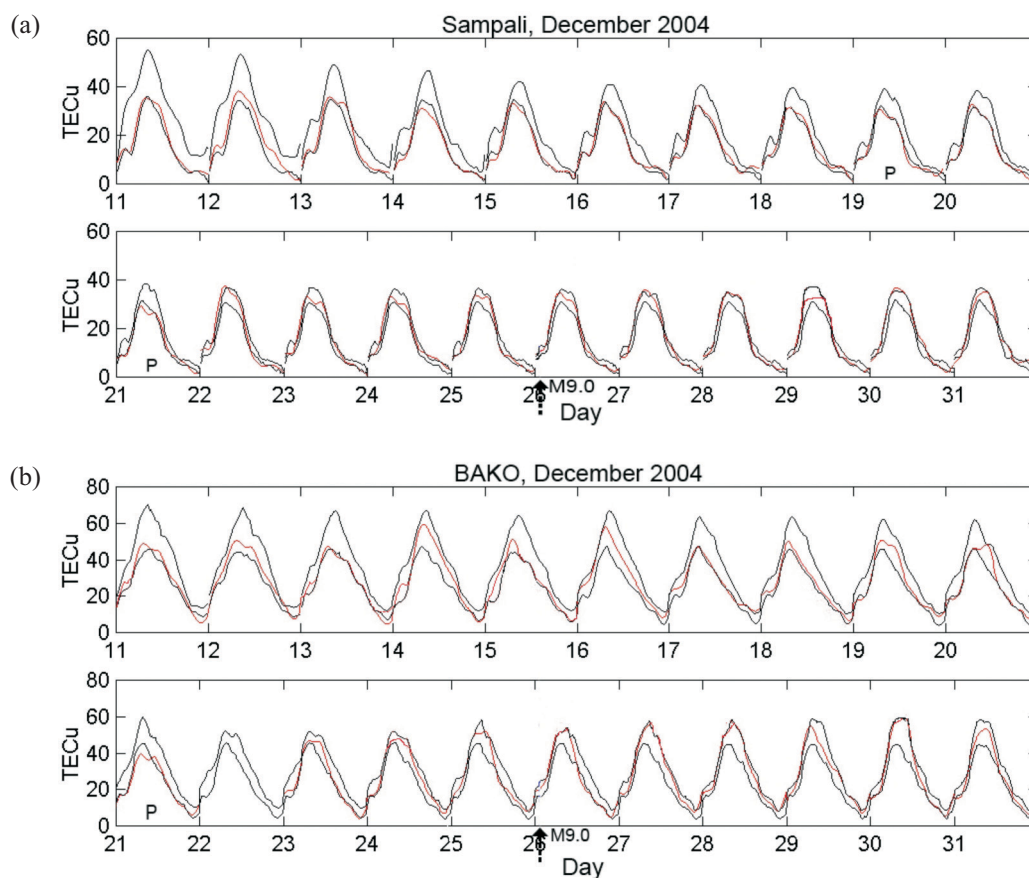 (a)
Sampali, December 2004
60
40
20
0
TECu
P
11 12 13 14 15 16 17 18 19 20
60
40
20
0
TECu
P
21 22 23 24 25 26 27 28 29 30 31
M9.0
Day
(b)
BAKO, December 2004
80
60
40
20
0
TECu
11 12 13 14 15 16 17 18 19 20
80
60
40
20
0
TECu
P
21 22 23 24 25 26 27 28 29 30 31
M9.0
Day